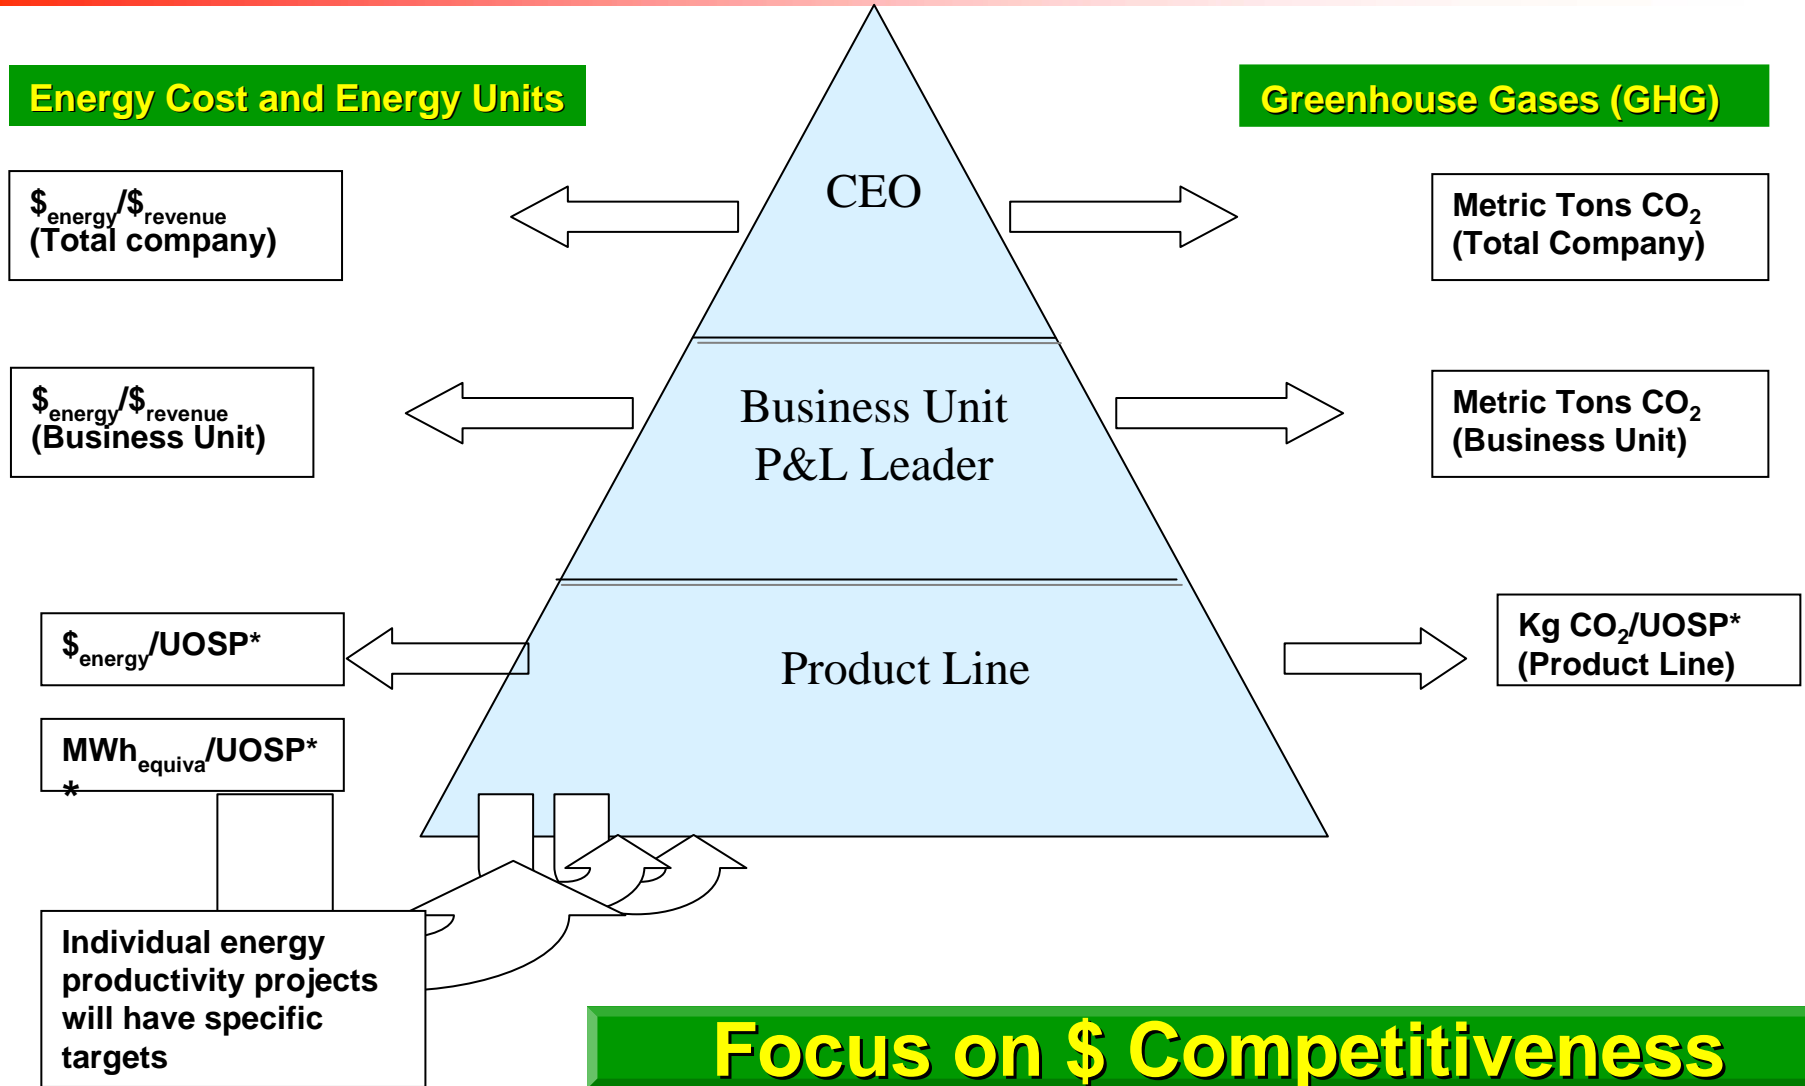 Energy Cost and Energy Units
Greenhouse Gases (GHG)
$energy/$revenue
(Total company)
CEO
Metric Tons CO2
(Total Company)
$energy/$revenue
(Business Unit)
Business Unit
P&L Leader
Metric Tons CO2
(Business Unit)
$energy/UOSP*
Product Line
Kg CO2/UOSP*
(Product Line)
MWhequiva/UOSP*
*
Individual energy
productivity projects
will have specific
targets
Focus on $ Competitiveness